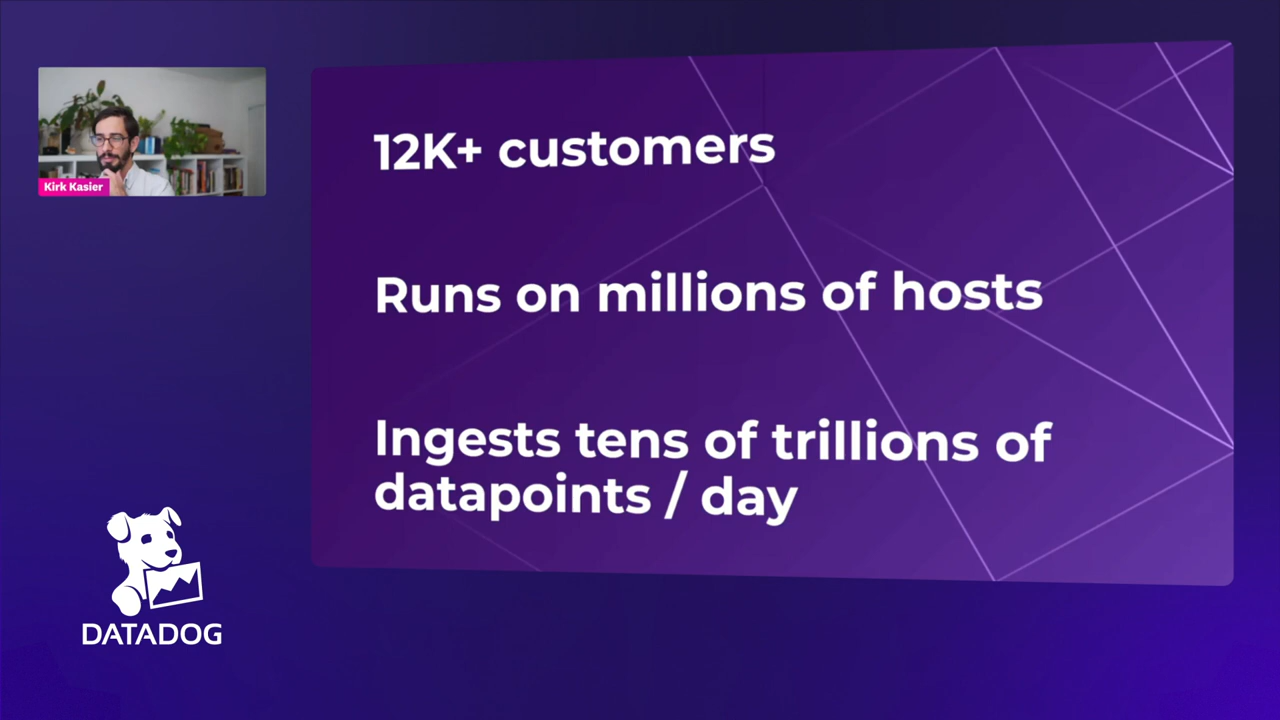 Kirk Kasier
12K+ customers
Runs on millions of hosts
Ingests tens of trillions of
datapoints / day
DATADOG